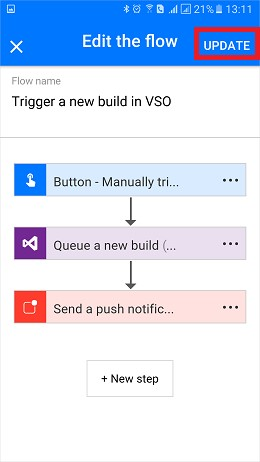 21% 13:11
Edit the flow
UPDATE
Flow name
Trigger a new build in VSO
Button - Manually tri...
Queue a new build (...
Send a push notific...
+ New step